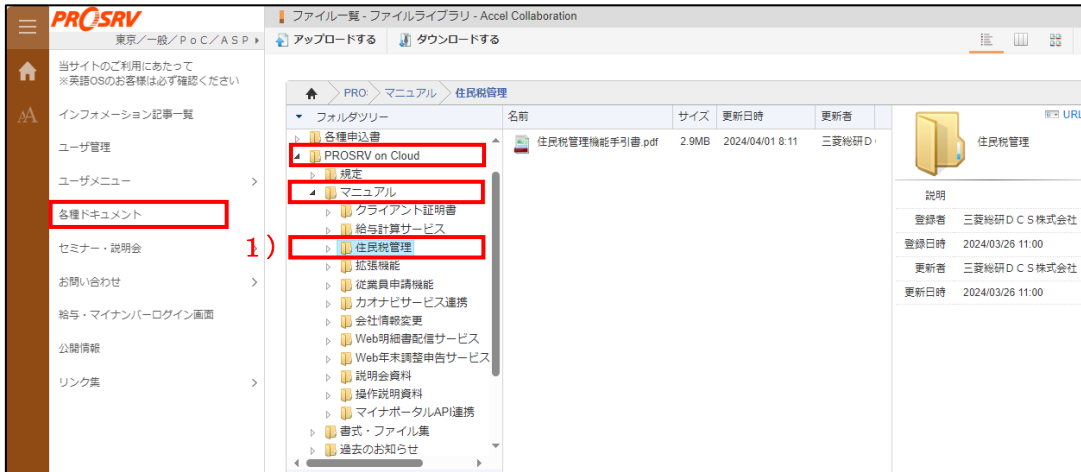 PROSRV
東京／一般／ＰｏＣ／ＡＳＰ
当サイトのご利用にあたって
※英語OSのお客様は必ず確認ください
インフォメーション記事一覧
ユーザ管理
ユーザメニュー
各種ドキュメント
セミナー・説明会
お問い合わせ
給与・マイナンバーログイン画面
公開情報
リンク集
AA
1）
ファイル一覧 - ファイルライブラリ - Accel Collaboration
アップロードする ダウンロードする
PRO: マニュアル 住民税管理
フォルダツリー
各種申込書
PROSRV on Cloud
規定
マニュアル
クライアント証明書
給与計算サービス
住民税管理
拡張機能
従業員申請機能
カオナビサービス連携
会社情報変更
Web明細書配信サービス
Web年末調整申告サービス
説明会資料
操作説明資料
マイナポータルAPI連携
書式・ファイル集
過去のお知らせ
名前 サイズ 更新日時 更新者
住民税管理機能手引書.pdf 2.9MB 2024/04/01 8:11 三菱総研D
URL
住民税管理
説明
登録者 三菱総研ＤＣＳ株式会社
登録日時 2024/03/26 11:00
更新者 三菱総研ＤＣＳ株式会社
更新日時 2024/03/26 11:00